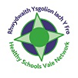 Rhwydwaith Ysgolion Iach Y Fro
Healthy Schools Vale Network